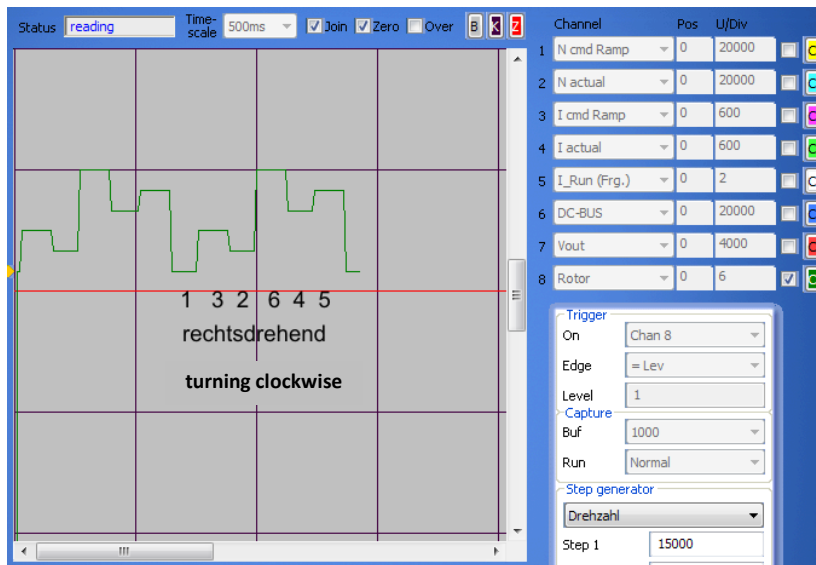 Status reading Time-scale 500ms Join Zero Over B K Z
Channel Pos U/Div
1 N cmd Ramp 0 20000
2 N actual 0 20000
3 I cmd Ramp 0 600
4 I actual 0 600
5 I_Run (Frg.) 0 2
6 DC-BUS 0 20000
7 Vout 0 4000
8 Rotor 0 6
1 3 2 6 4 5
rechtsdrehend
turning clockwise
Trigger
On Chan 8
Edge = Lev
Level 1
Capture
Buf 1000
Run Normal
Step generator
Drehzahl
Step 1 15000